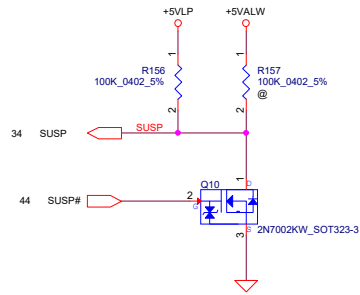 +5VLP +5VALW
1 1
R156 R157
100K_0402_5% 100K_0402_5%
@
2 2
34 SUSP SUSP
1
Q10 D
44 SUSP# 2
G
S
3 2N7002KW_SOT323-3